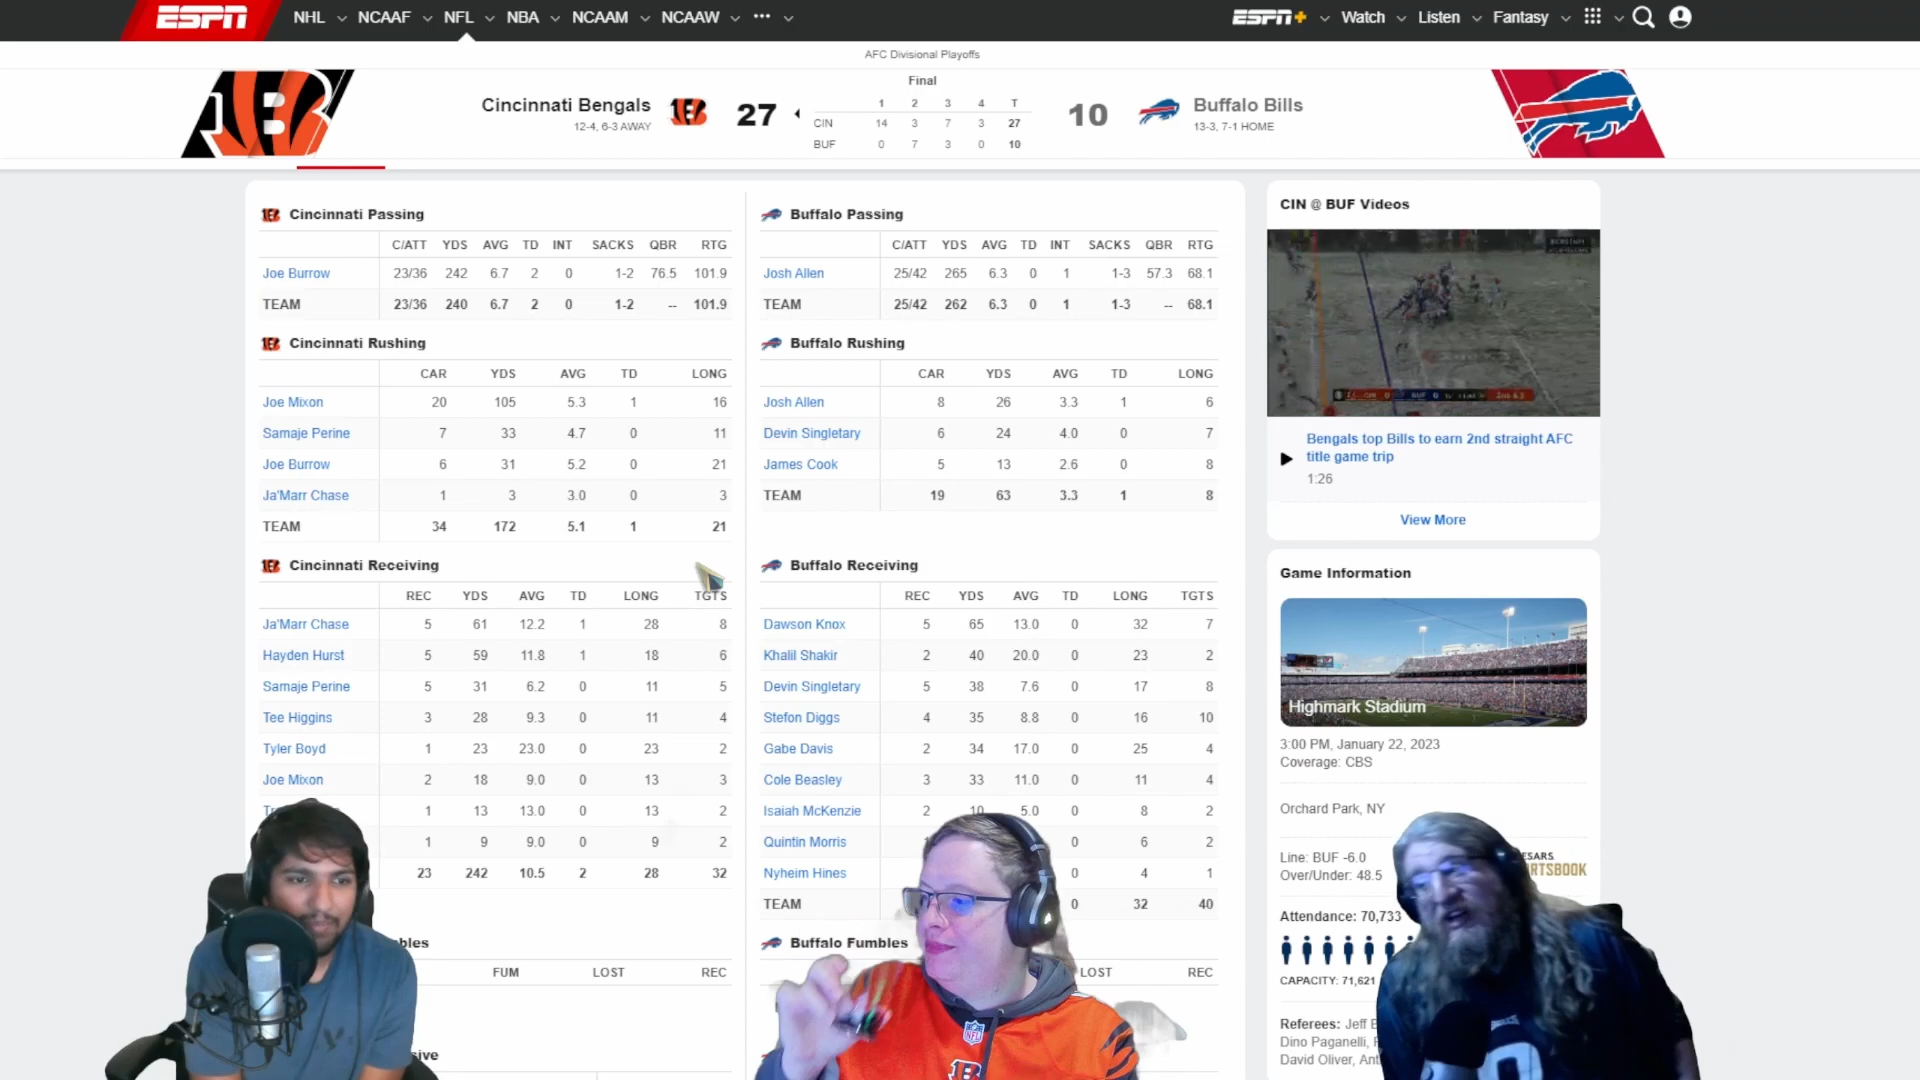 ESPN NHL NCAAF NFL NBA NCAAM NCAAW ••• ESPN+ Watch Listen Fantasy
AFC Divisional Playoffs
Final
Cincinnati Bengals
12-4, 6-3 AWAY
27
1 2 3 4 T
CIN 14 3 7 3 27
BUF 0 7 3 0 10
10
Buffalo Bills
13-3, 7-1 HOME
Cincinnati Passing
C/ATT YDS AVG TD INT SACKS QBR RTG
Joe Burrow 23/36 242 6.7 2 0 1-2 76.5 101.9
TEAM 23/36 240 6.7 2 0 1-2 -- 101.9
Cincinnati Rushing
CAR YDS AVG TD LONG
Joe Mixon 20 105 5.3 1 16
Samaje Perine 7 33 4.7 0 11
Joe Burrow 6 31 5.2 0 21
Ja'Marr Chase 1 3 3.0 0 3
TEAM 34 172 5.1 1 21
Cincinnati Receiving
REC YDS AVG TD LONG TGTS
Ja'Marr Chase 5 61 12.2 1 28 8
Hayden Hurst 5 59 11.8 1 18 6
Samaje Perine 5 31 6.2 0 11 5
Tee Higgins 3 28 9.3 0 11 4
Tyler Boyd 1 23 23.0 0 23 2
Joe Mixon 2 18 9.0 0 13 3
1 13 13.0 0 13 2
1 9 9.0 0 9 2
23 242 10.5 2 28 32
FUM LOST REC
Buffalo Passing
C/ATT YDS AVG TD INT SACKS QBR RTG
Josh Allen 25/42 265 6.3 0 1 1-3 57.3 68.1
TEAM 25/42 262 6.3 0 1 1-3 -- 68.1
Buffalo Rushing
CAR YDS AVG TD LONG
Josh Allen 8 26 3.3 1 6
Devin Singletary 6 24 4.0 0 7
James Cook 5 13 2.6 0 8
TEAM 19 63 3.3 1 8
Buffalo Receiving
REC YDS AVG TD LONG TGTS
Dawson Knox 5 65 13.0 0 32 7
Khalil Shakir 2 40 20.0 0 23 2
Devin Singletary 5 38 7.6 0 17 8
Stefon Diggs 4 35 8.8 0 16 10
Gabe Davis 2 34 17.0 0 25 4
Cole Beasley 3 33 11.0 0 11 4
Isaiah McKenzie 2 10 5.0 0 8 2
Quintin Morris 0 6 2
Nyheim Hines 0 4 1
TEAM 0 32 40
Buffalo Fumbles
LOST REC
CIN @ BUF Videos
Bengals top Bills to earn 2nd straight AFC
title game trip
1:26
View More
Game Information
Highmark Stadium
3:00 PM, January 22, 2023
Coverage: CBS
Orchard Park, NY
Line: BUF -6.0
Over/Under: 48.5
Attendance: 70,733
CAPACITY: 71,621
Referees: Jeff
Dino Paganelli,
David Oliver,
NFL